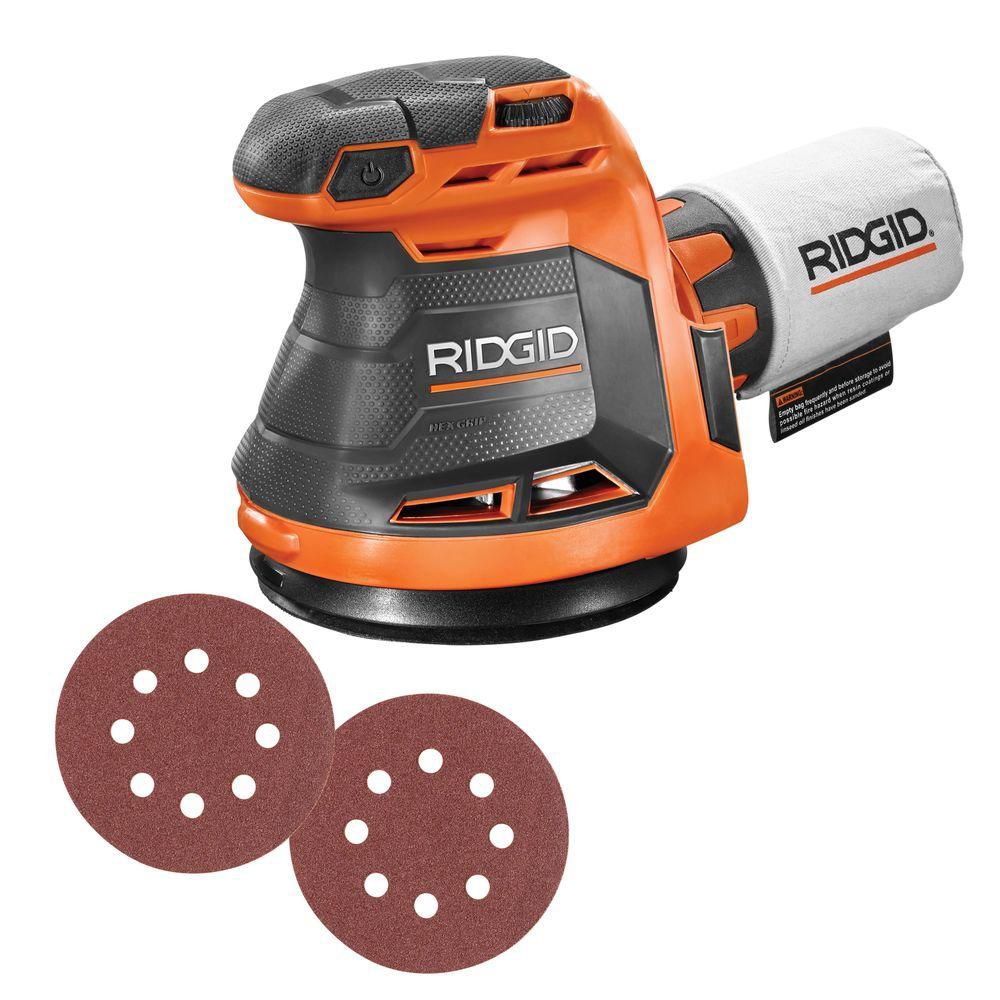 RIDGID
HEX GRIP
RIDGID®
WARNING:
Empty bag frequently and before storage to avoid
possible fire hazard when resin coatings or
linseed oil finishes have been sanded.